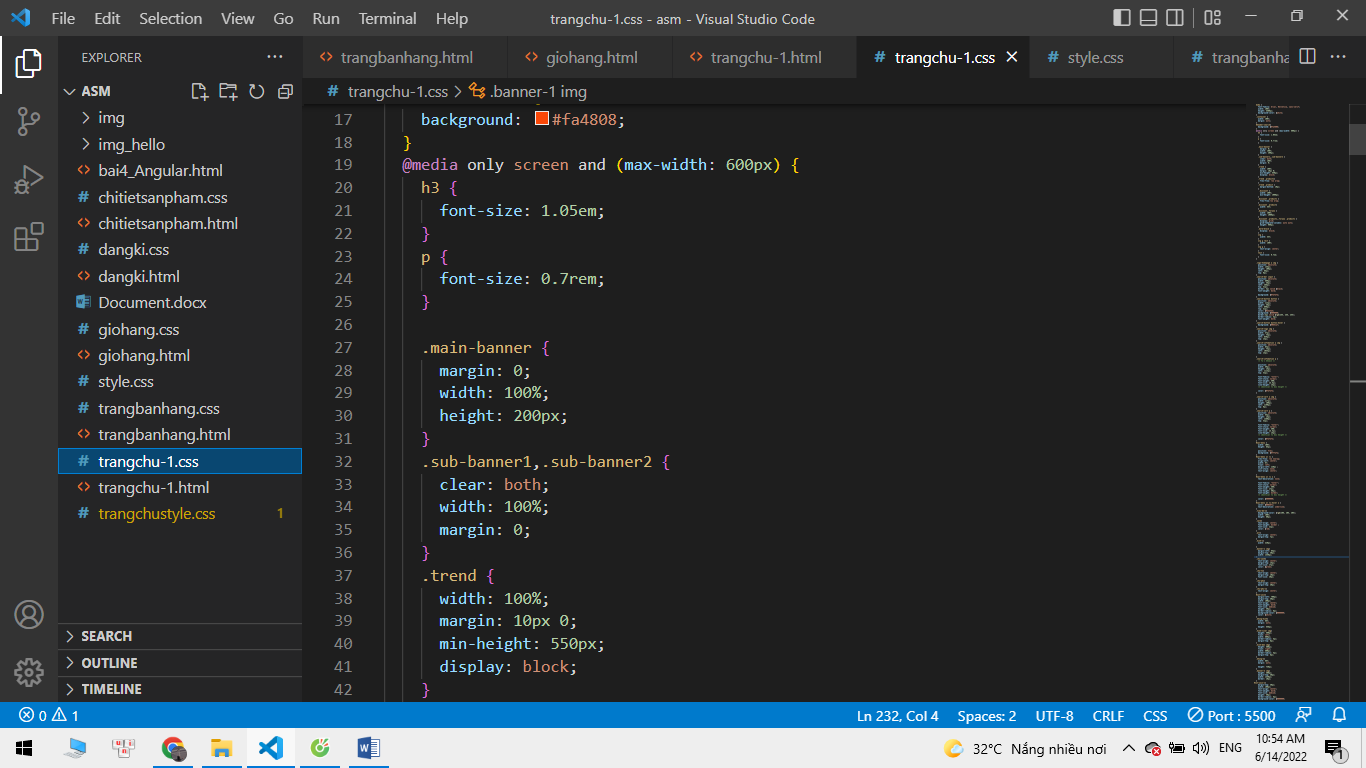 File Edit Selection View Go Run Terminal Help trangchu-1.css - asm - Visual Studio Code
EXPLORER
ASM
img
img_hello
bai4_Angular.html
chitietsanpham.css
chitietsanpham.html
dangki.css
dangki.html
Document.docx
giohang.css
giohang.html
style.css
trangbanhang.css
trangbanhang.html
trangchu-1.css
trangchu-1.html
trangchustyle.css 1
SEARCH
OUTLINE
TIMELINE
trangbanhang.html giohang.html trangchu-1.html trangchu-1.css style.css trangbanha
trangchu-1.css > .banner-1 img
17 background: #fa4808;
18 }
19 @media only screen and (max-width: 600px) {
20 h3 {
21 font-size: 1.05em;
22 }
23 p {
24 font-size: 0.7rem;
25 }
26
27 .main-banner {
28 margin: 0;
29 width: 100%;
30 height: 200px;
31 }
32 .sub-banner1,.sub-banner2 {
33 clear: both;
34 width: 100%;
35 margin: 0;
36 }
37 .trend {
38 width: 100%;
39 margin: 10px 0;
40 min-height: 550px;
41 display: block;
42 }
0 1 Ln 232, Col 4 Spaces: 2 UTF-8 CRLF CSS Port : 5500
32°C Nắng nhiều nơi ENG 10:54 AM
6/14/2022
1